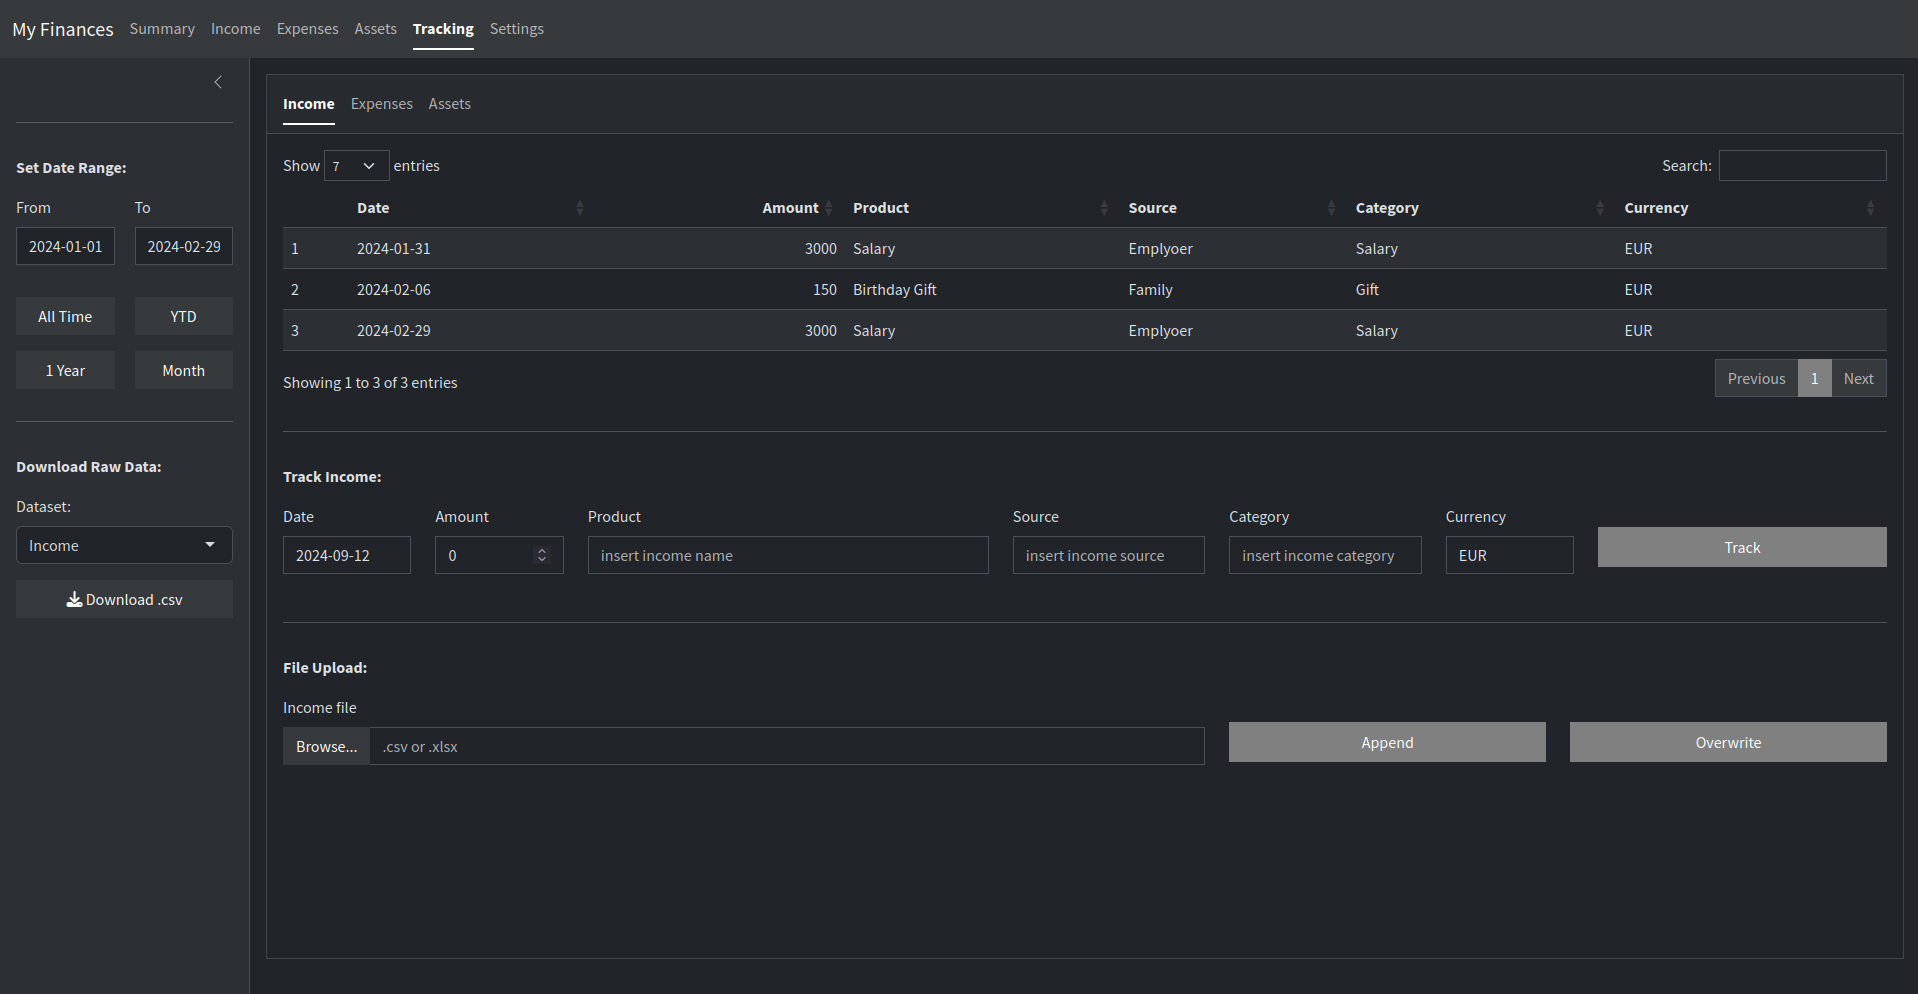 My Finances Summary Income Expenses Assets Tracking Settings
Set Date Range:
From To
2024-01-01 2024-02-29
All Time YTD
1 Year Month
Download Raw Data:
Dataset:
Income
Download .csv
Income Expenses Assets
Show 7 entries Search:
Date Amount Product Source Category Currency
1 2024-01-31 3000 Salary Emplyoer Salary EUR
2 2024-02-06 150 Birthday Gift Family Gift EUR
3 2024-02-29 3000 Salary Emplyoer Salary EUR
Showing 1 to 3 of 3 entries Previous 1 Next
Track Income:
Date Amount Product Source Category Currency
2024-09-12 0 insert income name insert income source insert income category EUR Track
File Upload:
Income file
Browse... .csv or .xlsx Append Overwrite